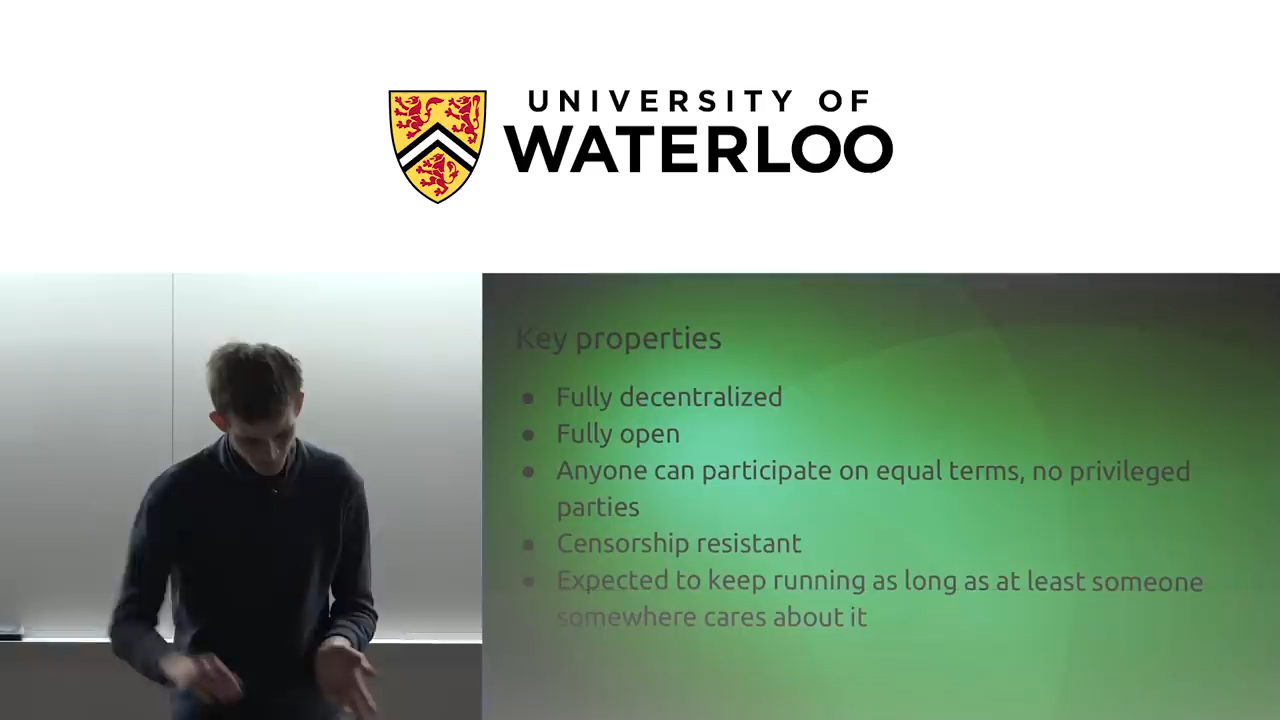 UNIVERSITY OF
WATERLOO
Key properties
● Fully decentralized
● Fully open
● Anyone can participate on equal terms, no privileged
parties
● Censorship resistant
● Expected to keep running as long as at least someone
somewhere cares about it